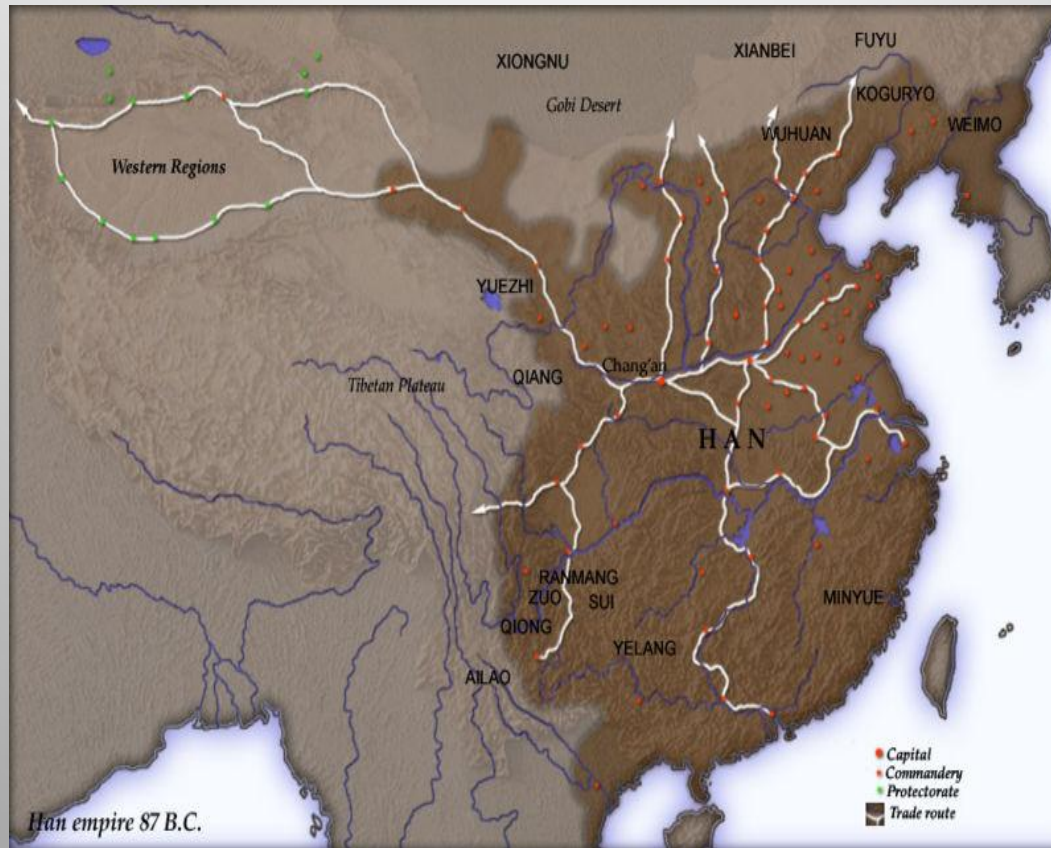 XIONGNU
XIANBEI
FUYU
Gobi Desert
KOGURYO
WEIMO
WUHUAN
Western Regions
YUEZHI
Chang'an
QIANG
Tibetan Plateau
HAN
RANMANG
ZUO
SUI
MINYUE
QIONG
YELANG
AILAO
Capital
Commandery
Protectorate
Trade route
Han empire 87 B.C.